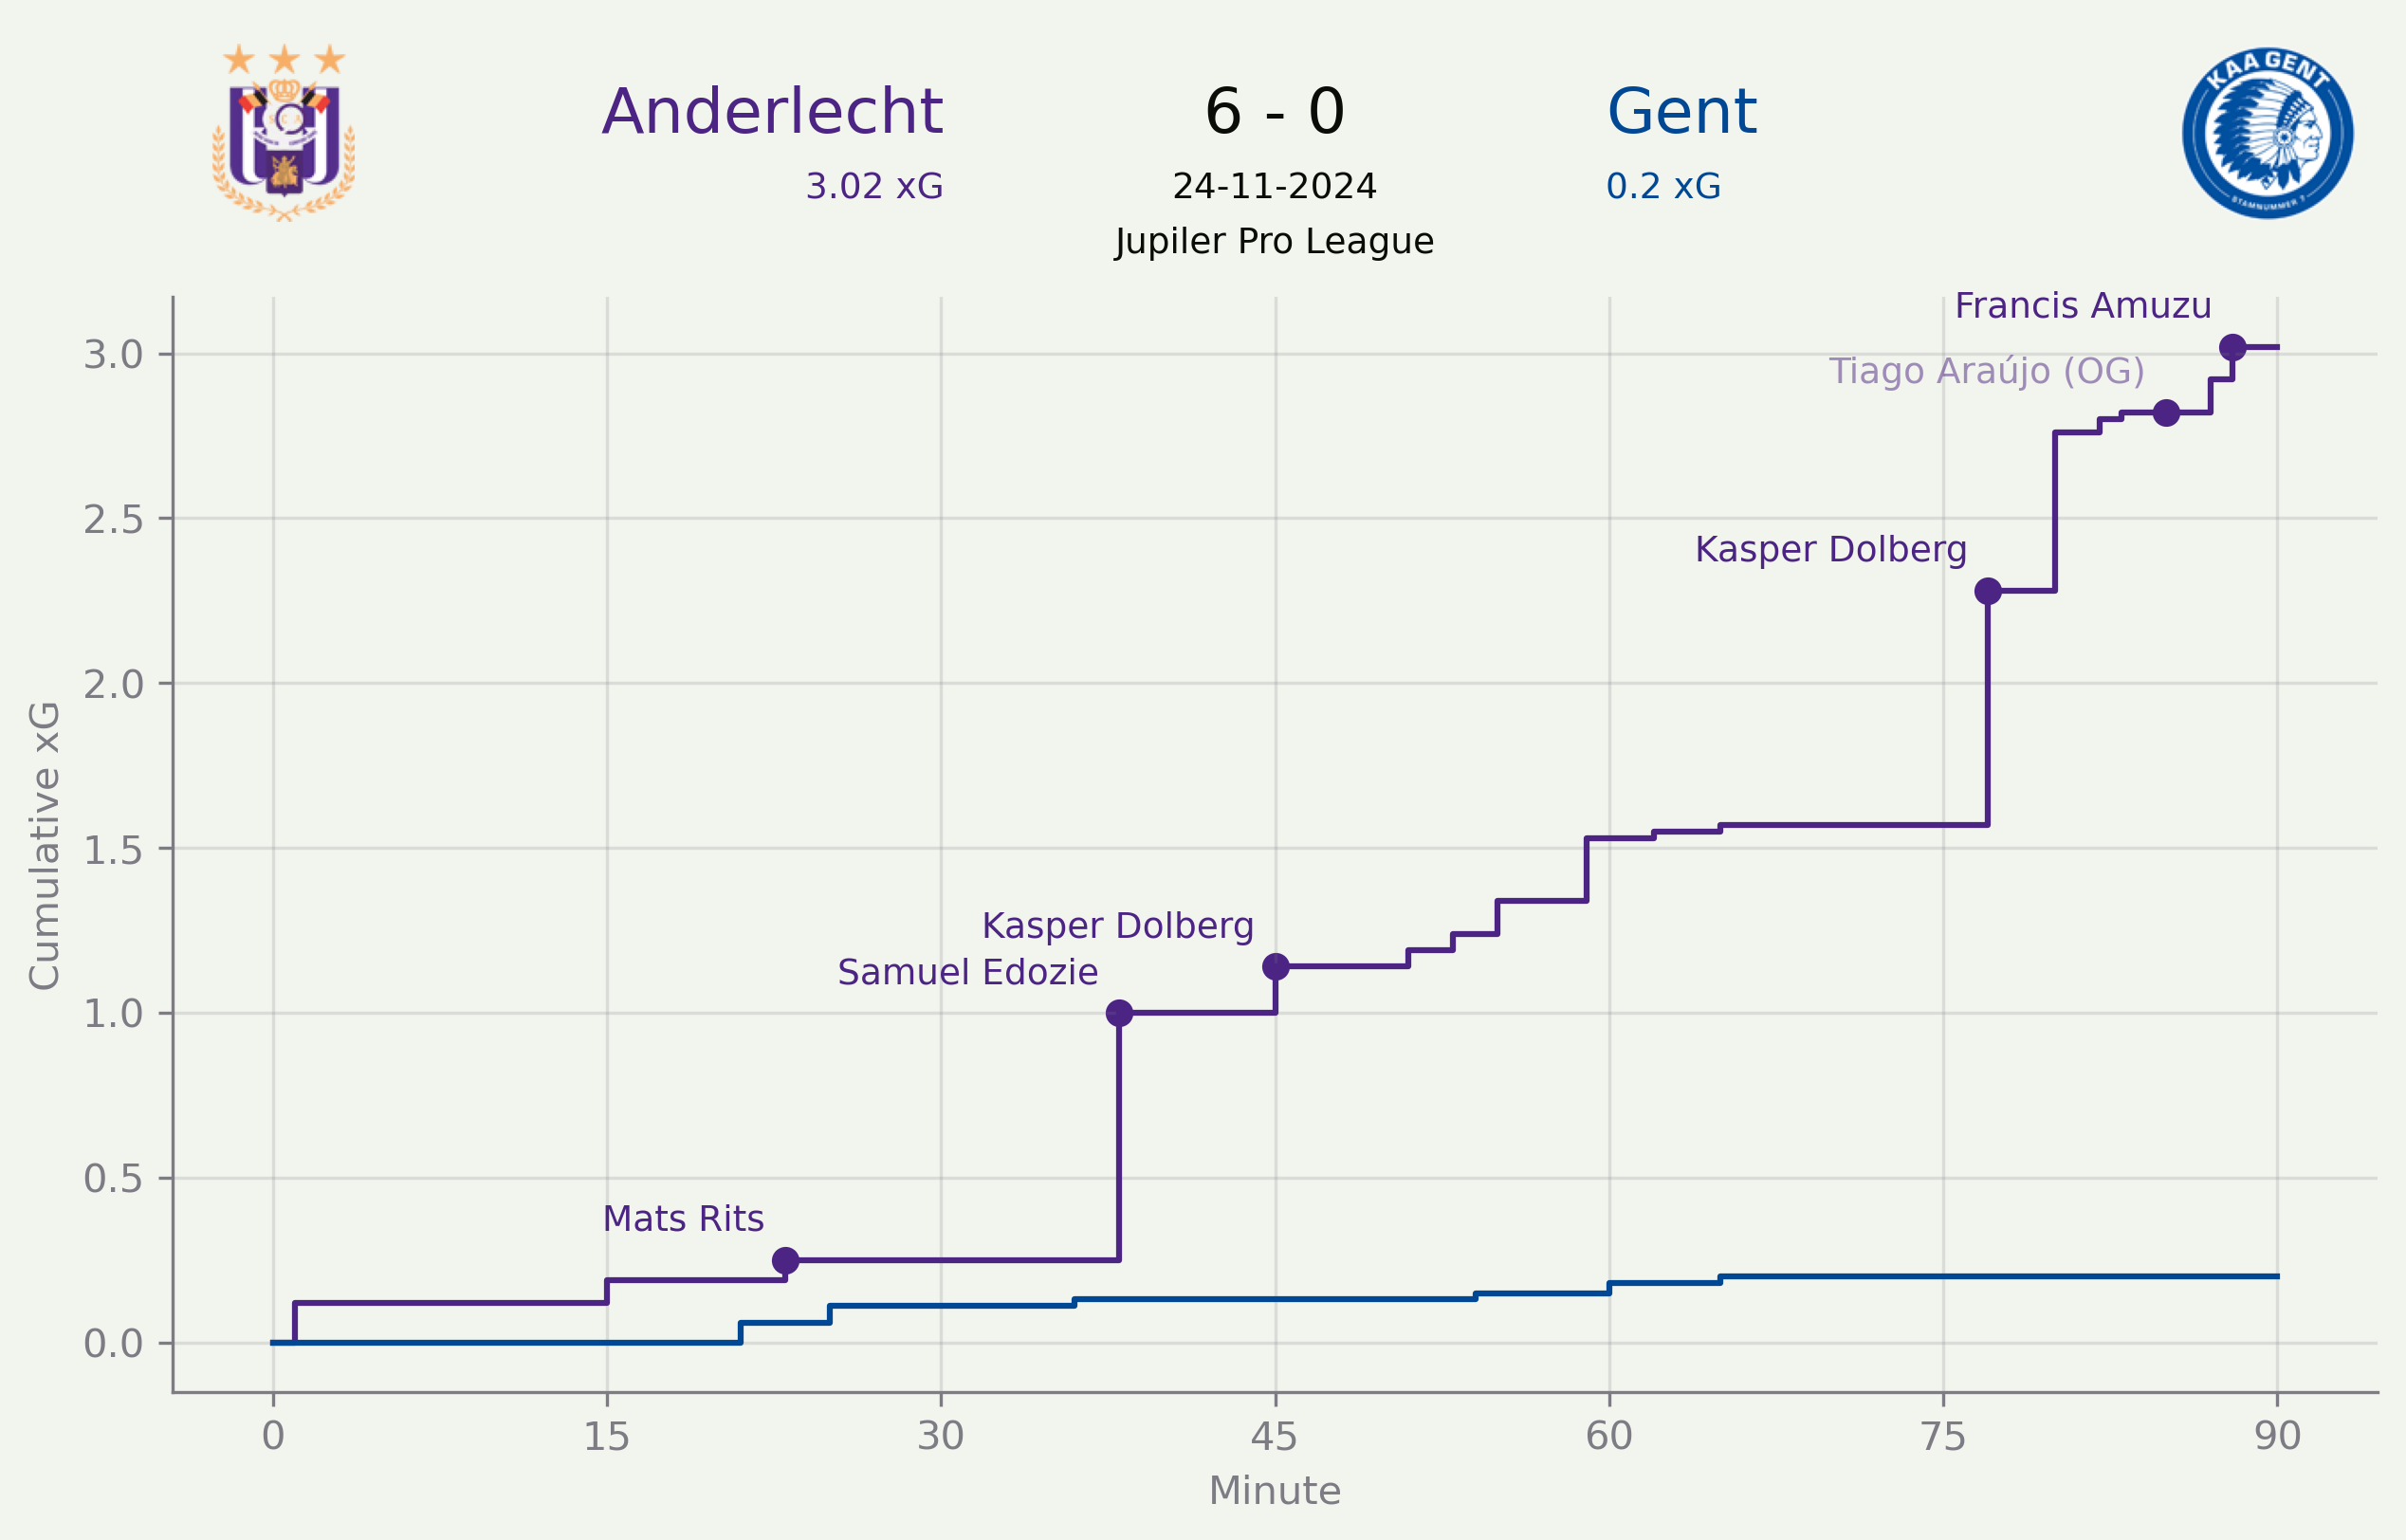 KAA GENT
STAMNUMMER 7
Anderlecht 6 - 0 Gent
3.02 xG 24-11-2024 0.2 xG
Jupiler Pro League
Francis Amuzu
Tiago Araújo (OG)
Kasper Dolberg
Kasper Dolberg
Samuel Edozie
Mats Rits
Cumulative xG
3.0
2.5
2.0
1.5
1.0
0.5
0.0
0 15 30 45 60 75 90
Minute